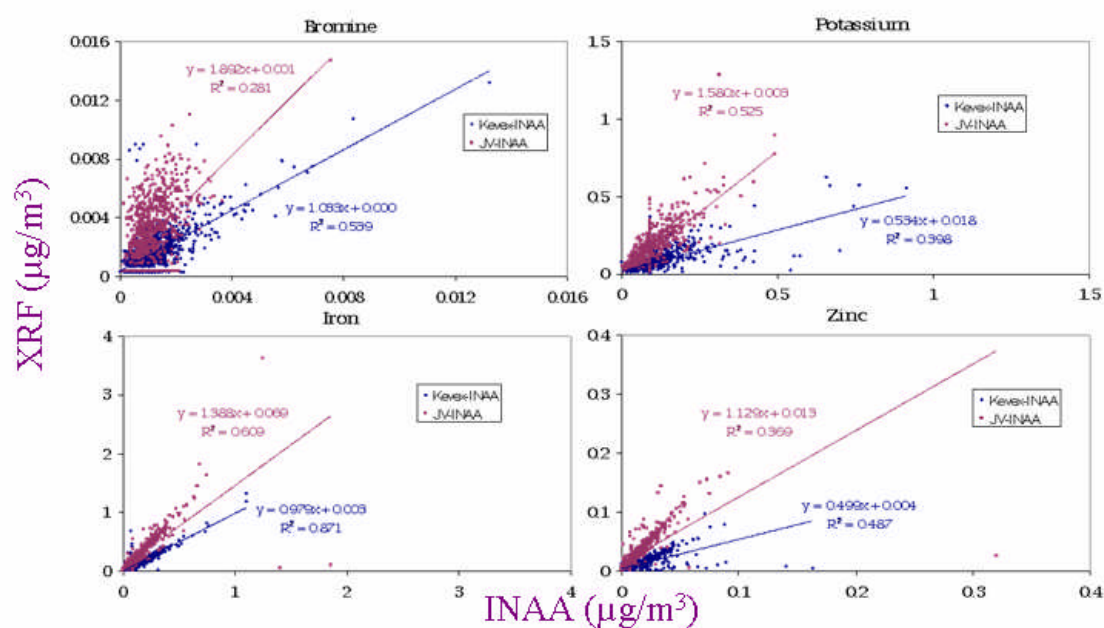 Bromine
0.016
0.012
0.008
0.004
0
y = 1.892x + 0.001
R² = 0.281
Kevex-INAA
JV-INAA
y = 1.093x + 0.000
R² = 0.539
0
0.004
0.008
0.012
0.016
Potassium
1.5
1
0.5
0
y = 1.580x + 0.003
R² = 0.525
Kevex-INAA
JV-INAA
y = 0.534x + 0.018
R² = 0.398
0
0.5
1
1.5
XRF (µg/m³)
Iron
4
3
2
1
0
y = 1.388x + 0.069
R² = 0.609
Kevex-INAA
JV-INAA
y = 0.979x + 0.003
R² = 0.871
0
1
2
3
4
Zinc
0.4
0.3
0.2
0.1
0
y = 1.129x + 0.013
R² = 0.369
Kevex-INAA
JV-INAA
y = 0.499x + 0.004
R² = 0.487
0
0.1
0.2
0.3
0.4
INAA (µg/m³)